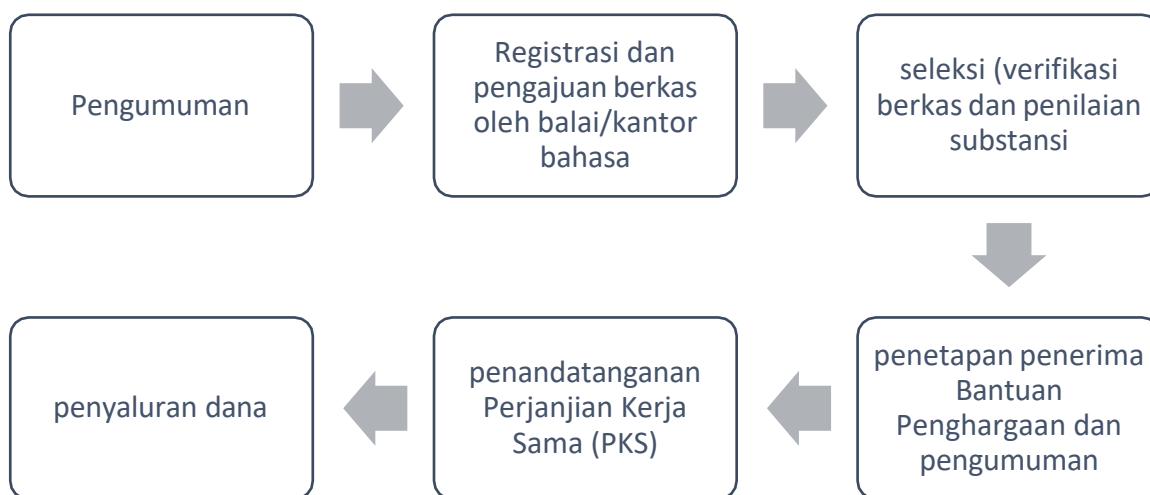 Pengumuman
Registrasi dan
pengajuan berkas
oleh balai/kantor
bahasa
seleksi (verifikasi
berkas dan penilaian
substansi
penetapan penerima
Bantuan
Penghargaan dan
pengumuman
penandatanganan
Perjanjian Kerja
Sama (PKS)
penyaluran dana